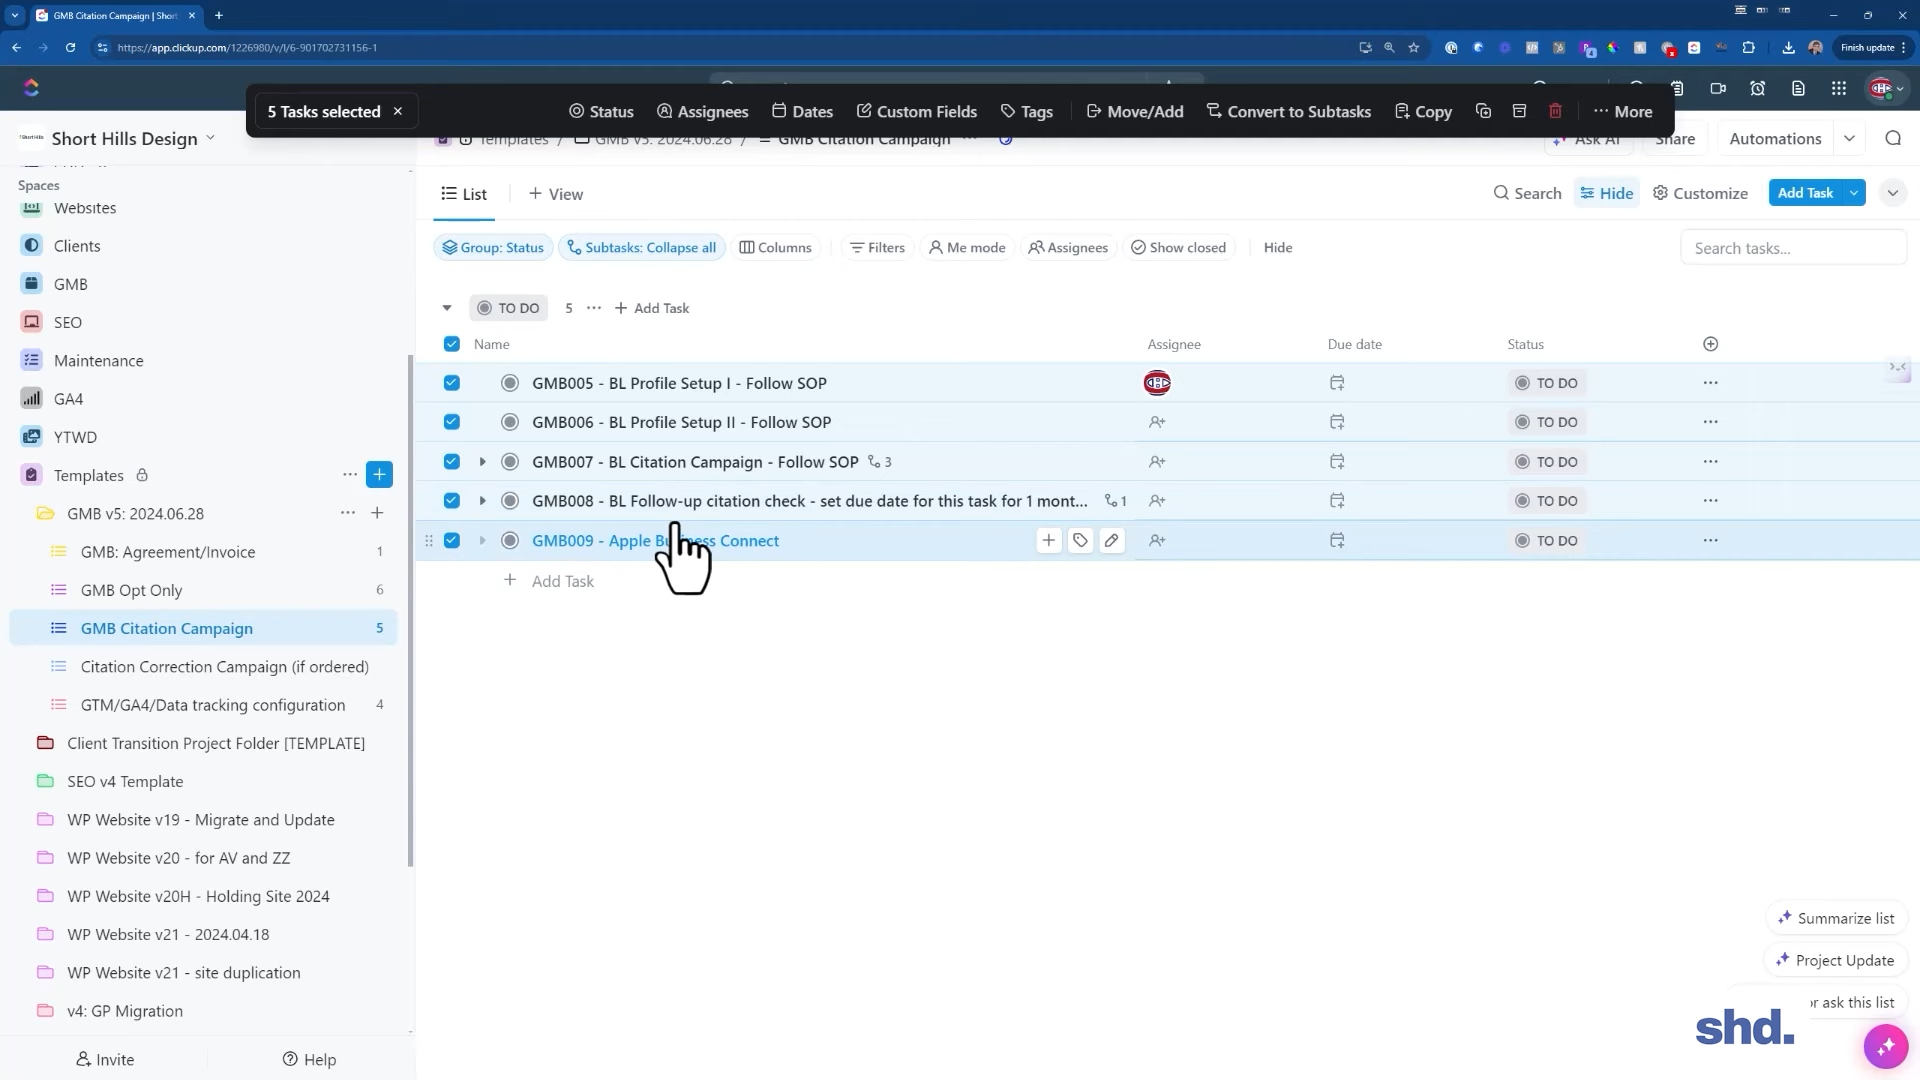 GMB Citation Campaign | Short
https://app.clickup.com/1226980/v/l/6-901702731156-1
Finish update
5 Tasks selected
Status
Assignees
Dates
Custom Fields
Tags
Move/Add
Convert to Subtasks
Copy
More
Short Hills Design
Templates / GMB v5: 2024.06.28 / GMB Citation Campaign
Ask AI
Share
Automations
Spaces
List
View
Search
Hide
Customize
Add Task
Websites
Clients
GMB
SEO
Maintenance
GA4
YTWD
Templates
GMB v5: 2024.06.28
GMB: Agreement/Invoice 1
GMB Opt Only 6
GMB Citation Campaign 5
Citation Correction Campaign (if ordered)
GTM/GA4/Data tracking configuration 4
Client Transition Project Folder [TEMPLATE]
SEO v4 Template
WP Website v19 - Migrate and Update
WP Website v20 - for AV and ZZ
WP Website v20H - Holding Site 2024
WP Website v21 - 2024.04.18
WP Website v21 - site duplication
v4: GP Migration
Invite
Help
Group: Status
Subtasks: Collapse all
Columns
Filters
Me mode
Assignees
Show closed
Hide
Search tasks...
TO DO 5 ... + Add Task
Name Assignee Due date Status
GMB005 - BL Profile Setup I - Follow SOP TO DO
GMB006 - BL Profile Setup II - Follow SOP TO DO
GMB007 - BL Citation Campaign - Follow SOP 3 TO DO
GMB008 - BL Follow-up citation check - set due date for this task for 1 mont... 1 TO DO
GMB009 - Apple Business Connect TO DO
Add Task
Summarize list
Project Update
or ask this list
shd.